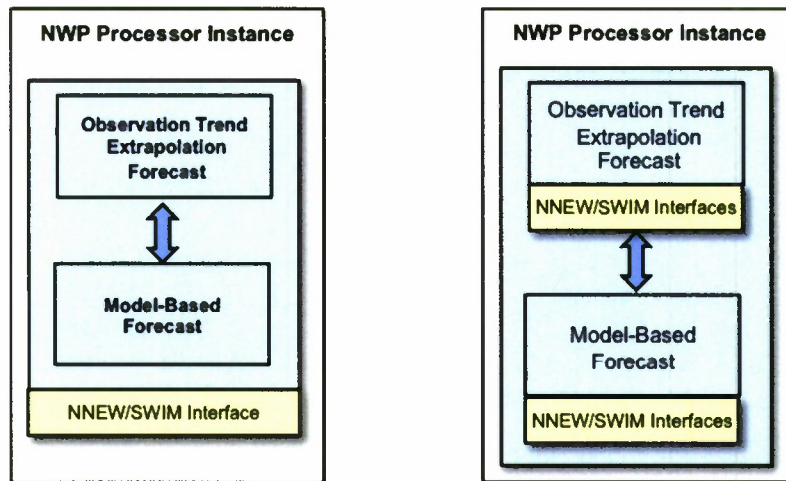 NWP Processor Instance
Observation Trend
Extrapolation
Forecast
Model-Based
Forecast
NNEW/SWIM Interface
NWP Processor Instance
Observation Trend
Extrapolation
Forecast
NNEW/SWIM Interfaces
Model-Based
Forecast
NNEW/SWIM Interfaces